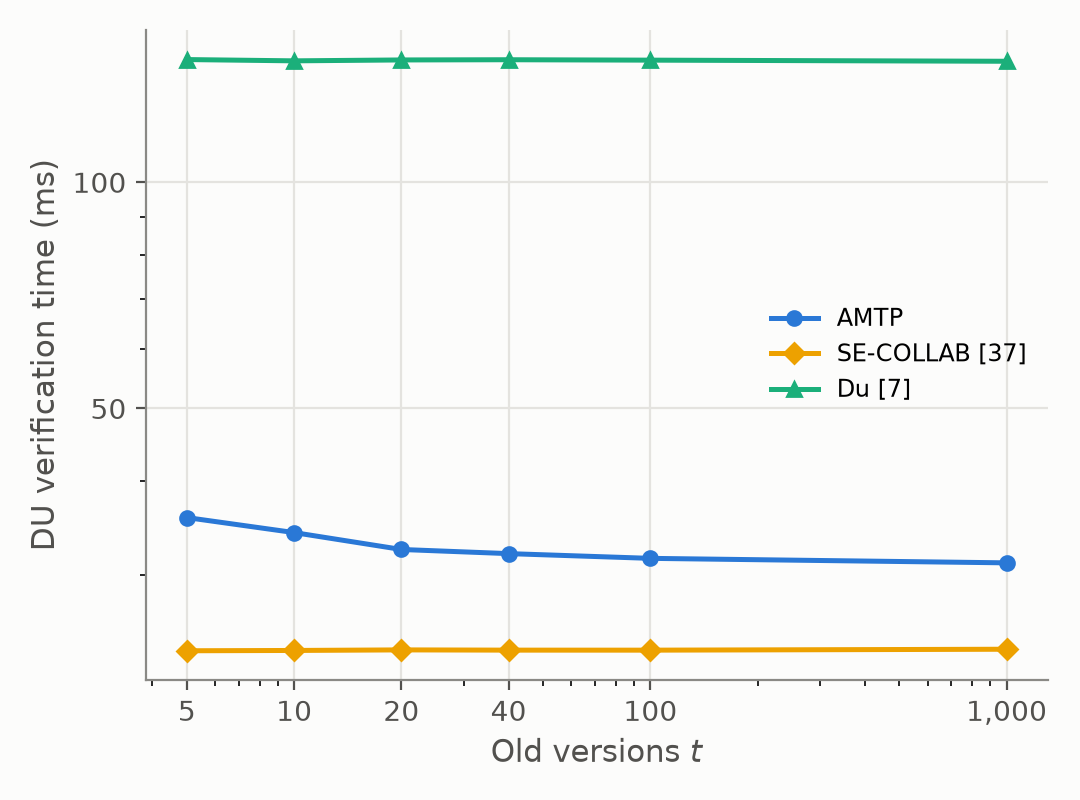 DU verification time (ms)
100
50
AMTP
SE-COLLAB [37]
Du [7]
5 10 20 40 100 1,000
Old versions t